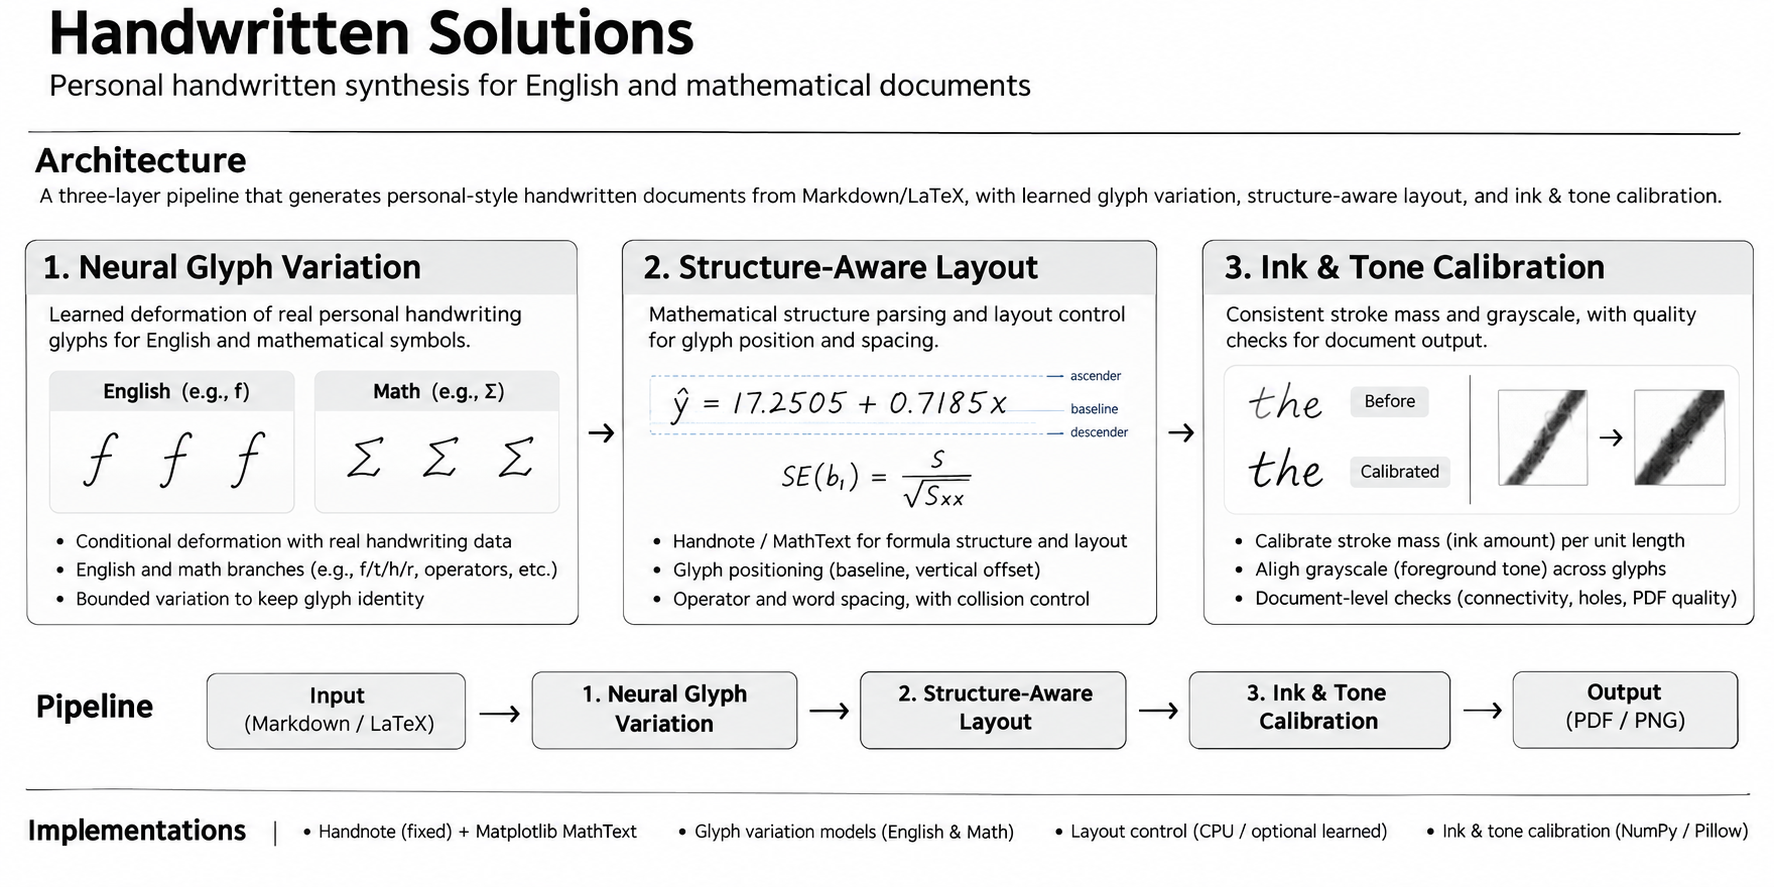 Handwritten Solutions
Personal handwritten synthesis for English and mathematical documents
Architecture
A three-layer pipeline that generates personal-style handwritten documents from Markdown/LaTeX, with learned glyph variation, structure-aware layout, and ink & tone calibration.
1. Neural Glyph Variation
Learned deformation of real personal handwriting
glyphs for English and mathematical symbols.
English (e.g., f)
Math (e.g., Σ)
f f f
Σ Σ Σ
• Conditional deformation with real handwriting data
• English and math branches (e.g., f/t/h/r, operators, etc.)
• Bounded variation to keep glyph identity
→
2. Structure-Aware Layout
Mathematical structure parsing and layout control
for glyph position and spacing.
ascender
ŷ = 17.2505 + 0.7185x
baseline
descender
SE(b₁) = S / √Sxx
• Handnote / MathText for formula structure and layout
• Glyph positioning (baseline, vertical offset)
• Operator and word spacing, with collision control
→
3. Ink & Tone Calibration
Consistent stroke mass and grayscale, with quality
checks for document output.
the Before
the Calibrated
→
• Calibrate stroke mass (ink amount) per unit length
• Aligh grayscale (foreground tone) across glyphs
• Document-level checks (connectivity, holes, PDF quality)
Pipeline
Input
(Markdown / LaTeX)
→
1. Neural Glyph
Variation
→
2. Structure-Aware
Layout
→
3. Ink & Tone
Calibration
→
Output
(PDF / PNG)
Implementations | • Handnote (fixed) + Matplotlib MathText • Glyph variation models (English & Math) • Layout control (CPU / optional learned) • Ink & tone calibration (NumPy / Pillow)